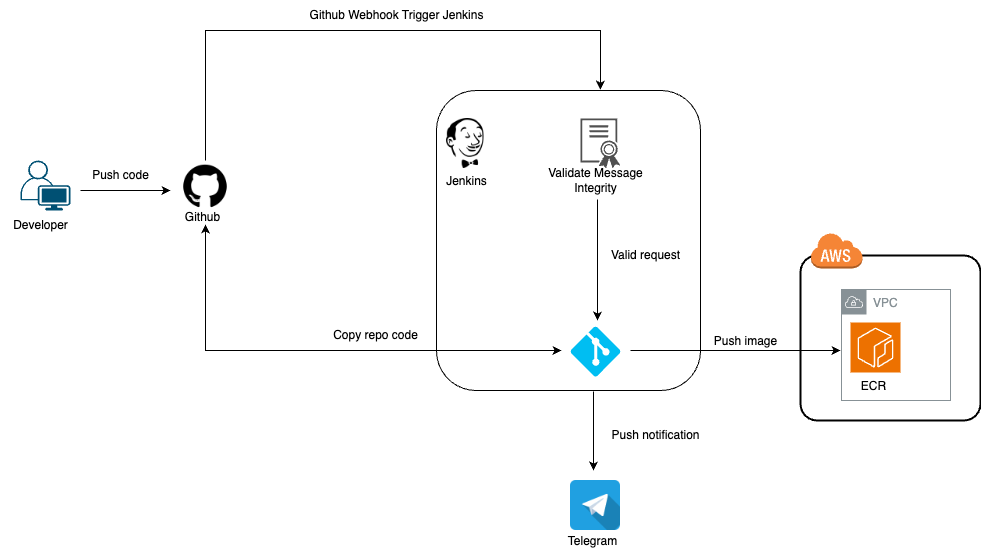 Github Webhook Trigger Jenkins
Push code
Developer
Github
Jenkins
Validate Message
Integrity
Valid request
AWS
VPC
Copy repo code
Push image
ECR
Push notification
Telegram